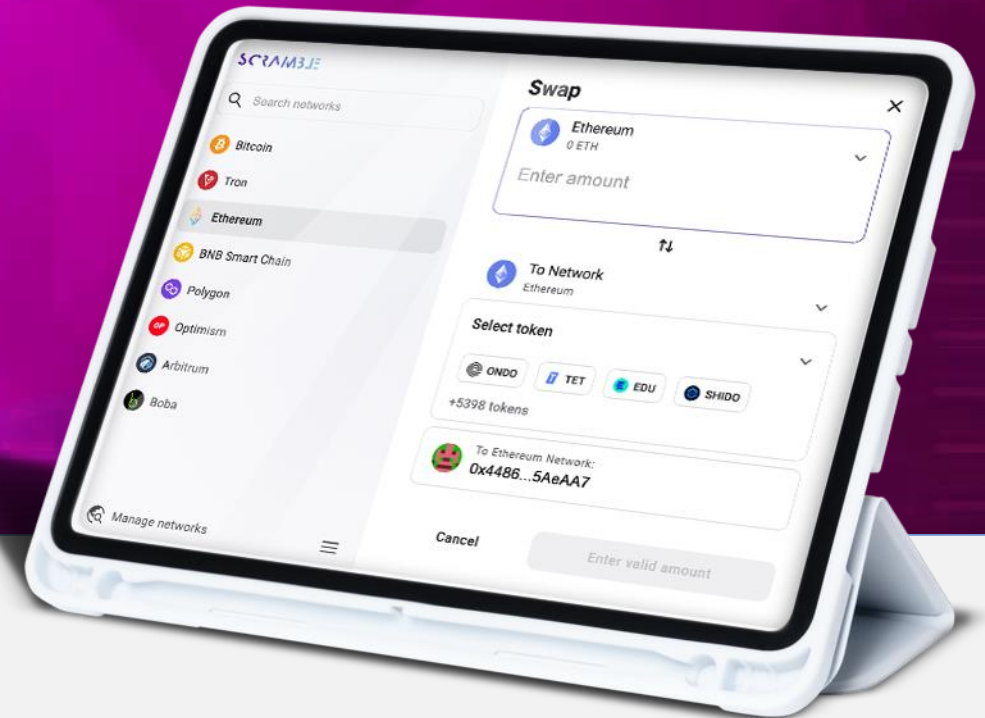 SCRAMBLE
Search networks
Bitcoin
Tron
Ethereum
BNB Smart Chain
Polygon
OP
Optimism
Arbitrum
Boba
Manage networks
Swap
Ethereum
0 ETH
Enter amount
To Network
Ethereum
Select token
ONDO
TET
EDU
SHIDO
+5398 tokens
To Ethereum Network:
0x4486...5AeAA7
Cancel
Enter valid amount